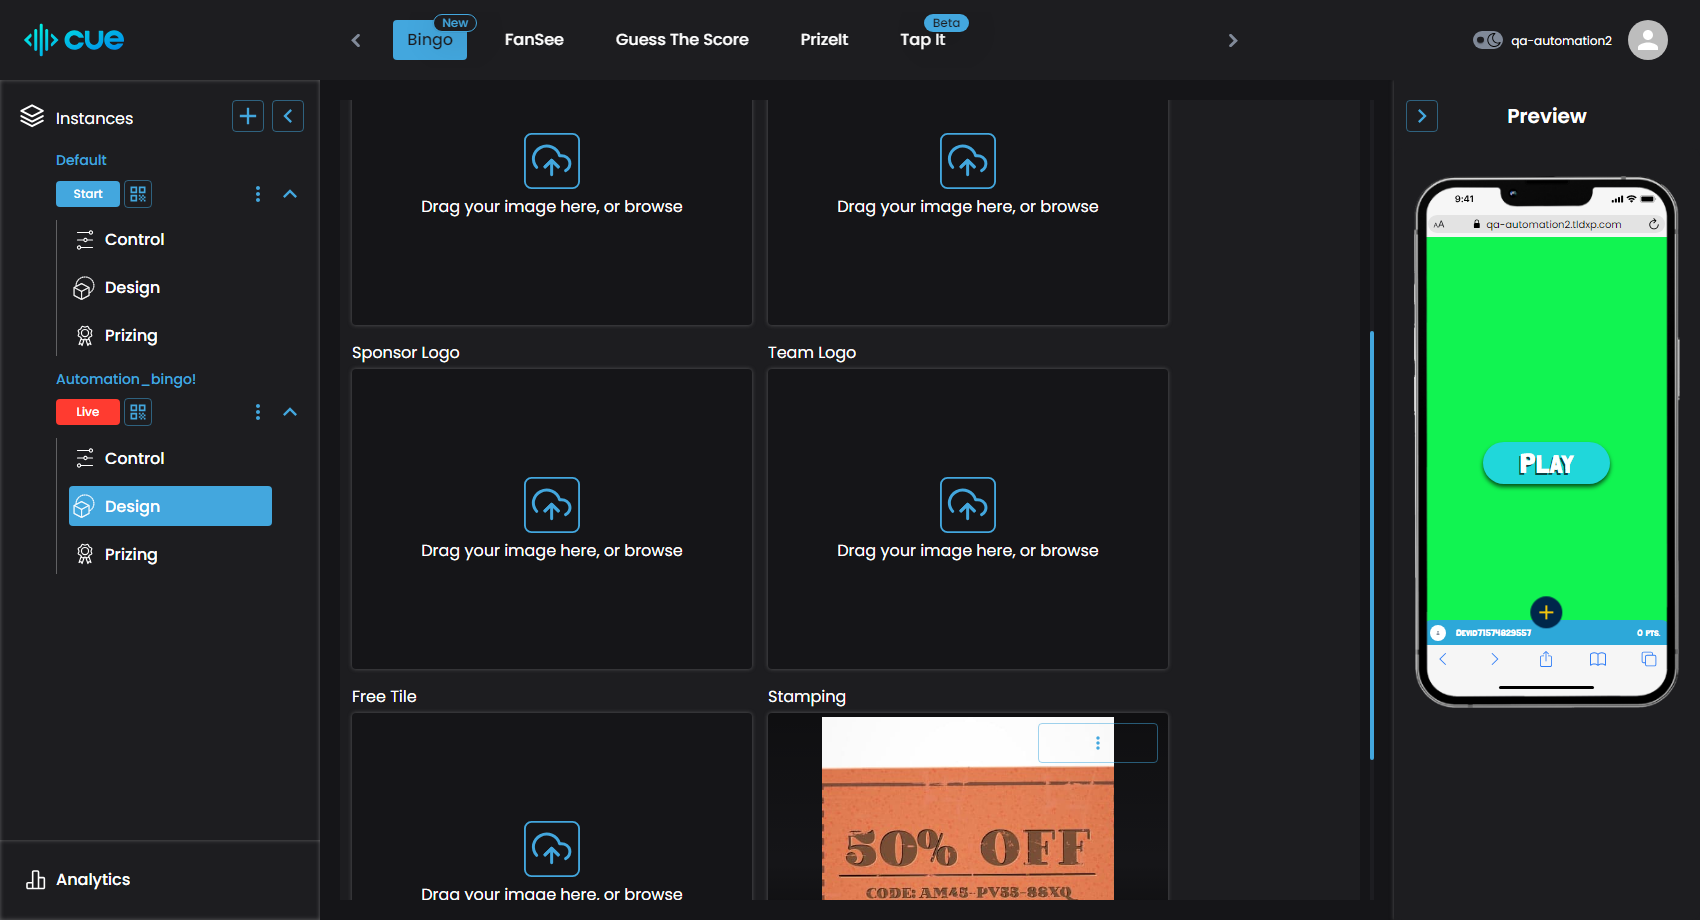 cue
Bingo
New
FanSee
Guess The Score
PrizeIt
Tap It
Beta
qa-automation2
Instances
Default
Start
Control
Design
Prizing
Automation_bingo!
Live
Control
Design
Prizing
Analytics
Drag your image here, or browse
Drag your image here, or browse
Sponsor Logo
Team Logo
Drag your image here, or browse
Drag your image here, or browse
Free Tile
Stamping
Drag your image here, or browse
50% OFF
CODE: AM45-PV55-88XQ
Preview
9:41
AA
qa-automation2.tldxp.com
PLAY
DEVID71574829557
0 PTS.